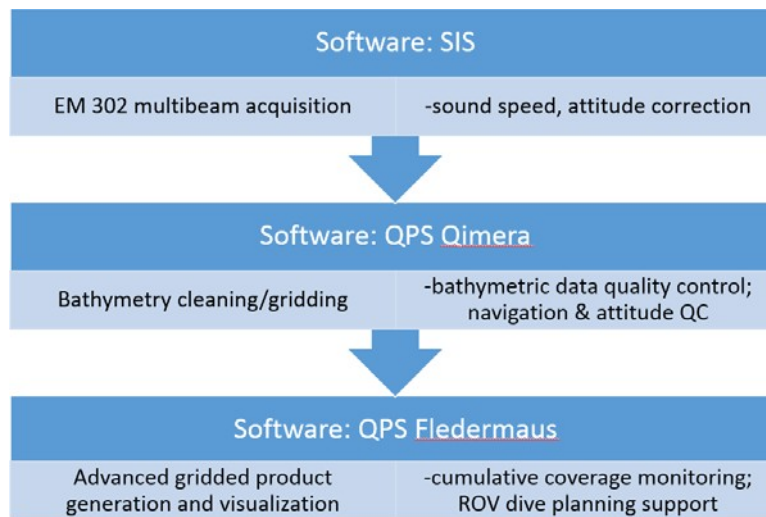 Software: SIS
EM 302 multibeam acquisition
-sound speed, attitude correction
Software: QPS Qimera
Bathymetry cleaning/gridding
-bathymetric data quality control;
navigation & attitude QC
Software: QPS Fledermaus
Advanced gridded product
generation and visualization
-cumulative coverage monitoring;
ROV dive planning support